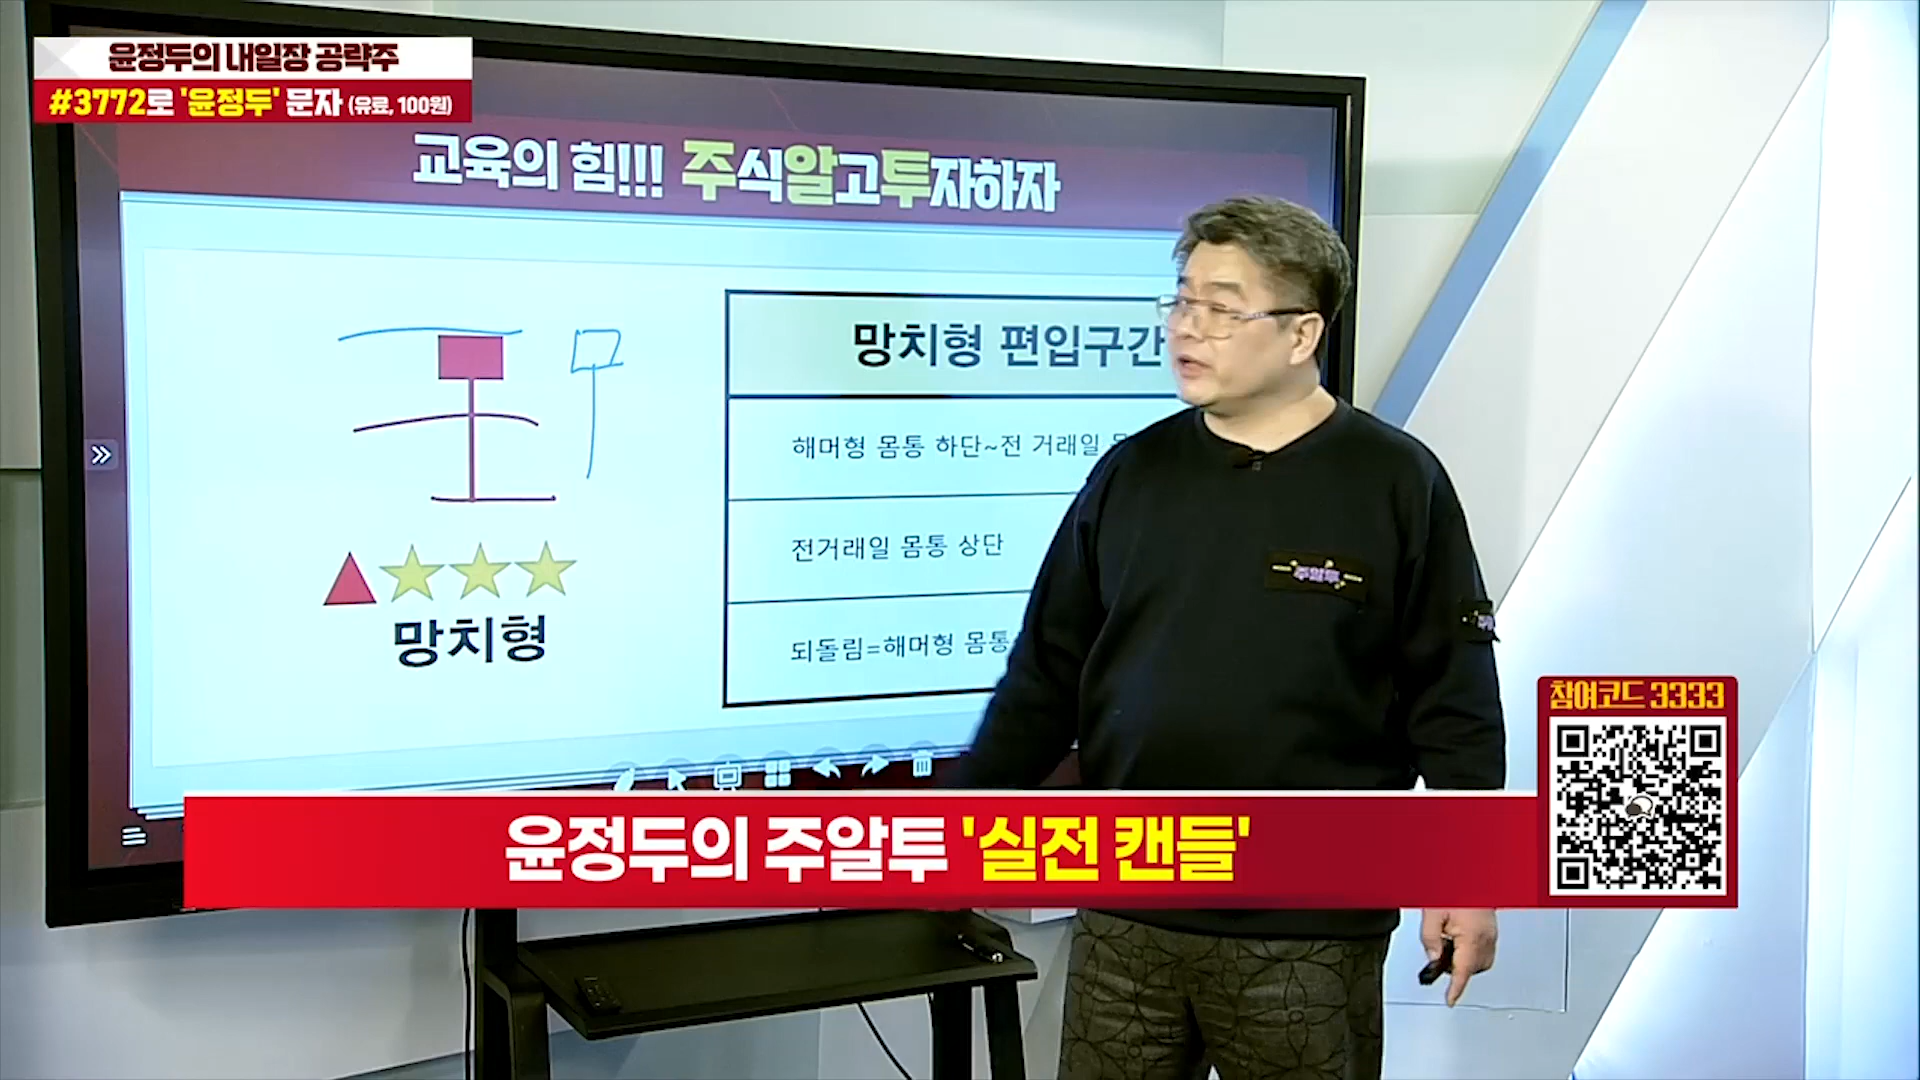 윤정두의 내일장 공략주
#3772로 '윤정두' 문자 (유료, 100원)
교육의 힘!!! 주식알고투자하자
망치형 편입구간
해머형 몸통 하단~전 거래일
전거래일 몸통 상단
되돌림=해머형 몸통
망치형
주알투
참여코드 3333
윤정두의 주알투 '실전 캔들'